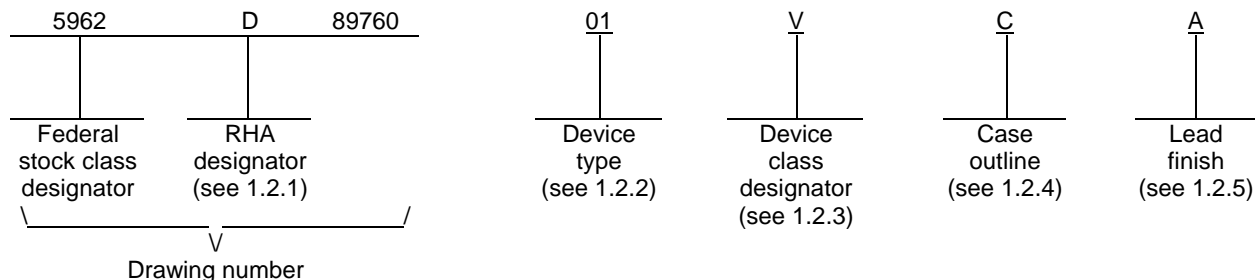 5962 D 89760 01 V C A
Federal stock class designator
RHA designator (see 1.2.1)
Device type (see 1.2.2)
Device class designator (see 1.2.3)
Case outline (see 1.2.4)
Lead finish (see 1.2.5)
Drawing number